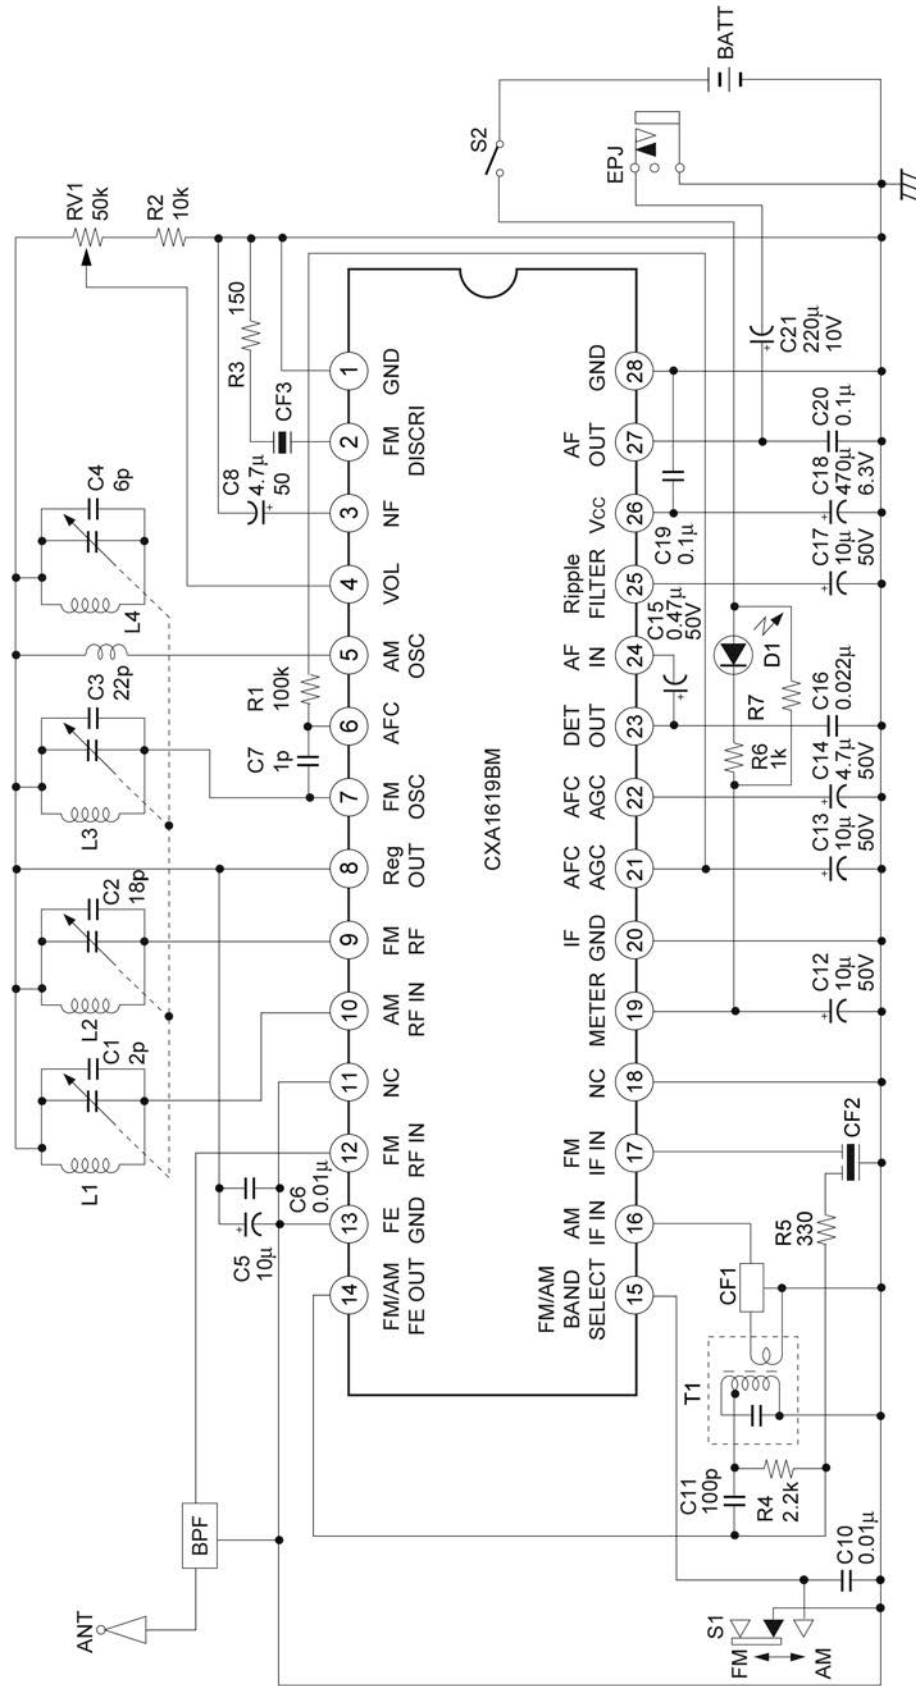 ANT
BPF
L1
C1
2p
L2
C2
18p
L3
C3
22p
L4
C4
6p
RV1
50k
R2
10k
C5
10μ
C6
0.01μ
C7
1p
R1
100k
C8
4.7μ
50
R3
150
CF3
14
13
12
11
10
9
8
7
6
5
4
3
2
1
FM/AM
FE OUT
FE
GND
FM
RF IN
NC
AM
RF IN
FM
RF
Reg
OUT
FM
OSC
AFC
AM
OSC
VOL
NF
FM
DISCRI
GND
CXA1619BM
FM/AM
BAND
SELECT
AM
IF IN
FM
IF IN
NC
METER
IF
GND
AFC
AGC
AFC
AGC
DET
OUT
AF
IN
Ripple
FILTER
Vcc
AF
OUT
GND
15
16
17
18
19
20
21
22
23
24
25
26
27
28
S1
FM
AM
C10
0.01μ
C11
100p
R4
2.2k
T1
CF1
R5
330
CF2
C12
10μ
50V
C13
10μ
50V
C14
4.7μ
50V
R6
1k
R7
D1
C16
0.022μ
C15
0.47μ
50V
C17
10μ
50V
C18
470μ
6.3V
C19
0.1μ
C20
0.1μ
C21
220μ
10V
S2
EPJ
BATT